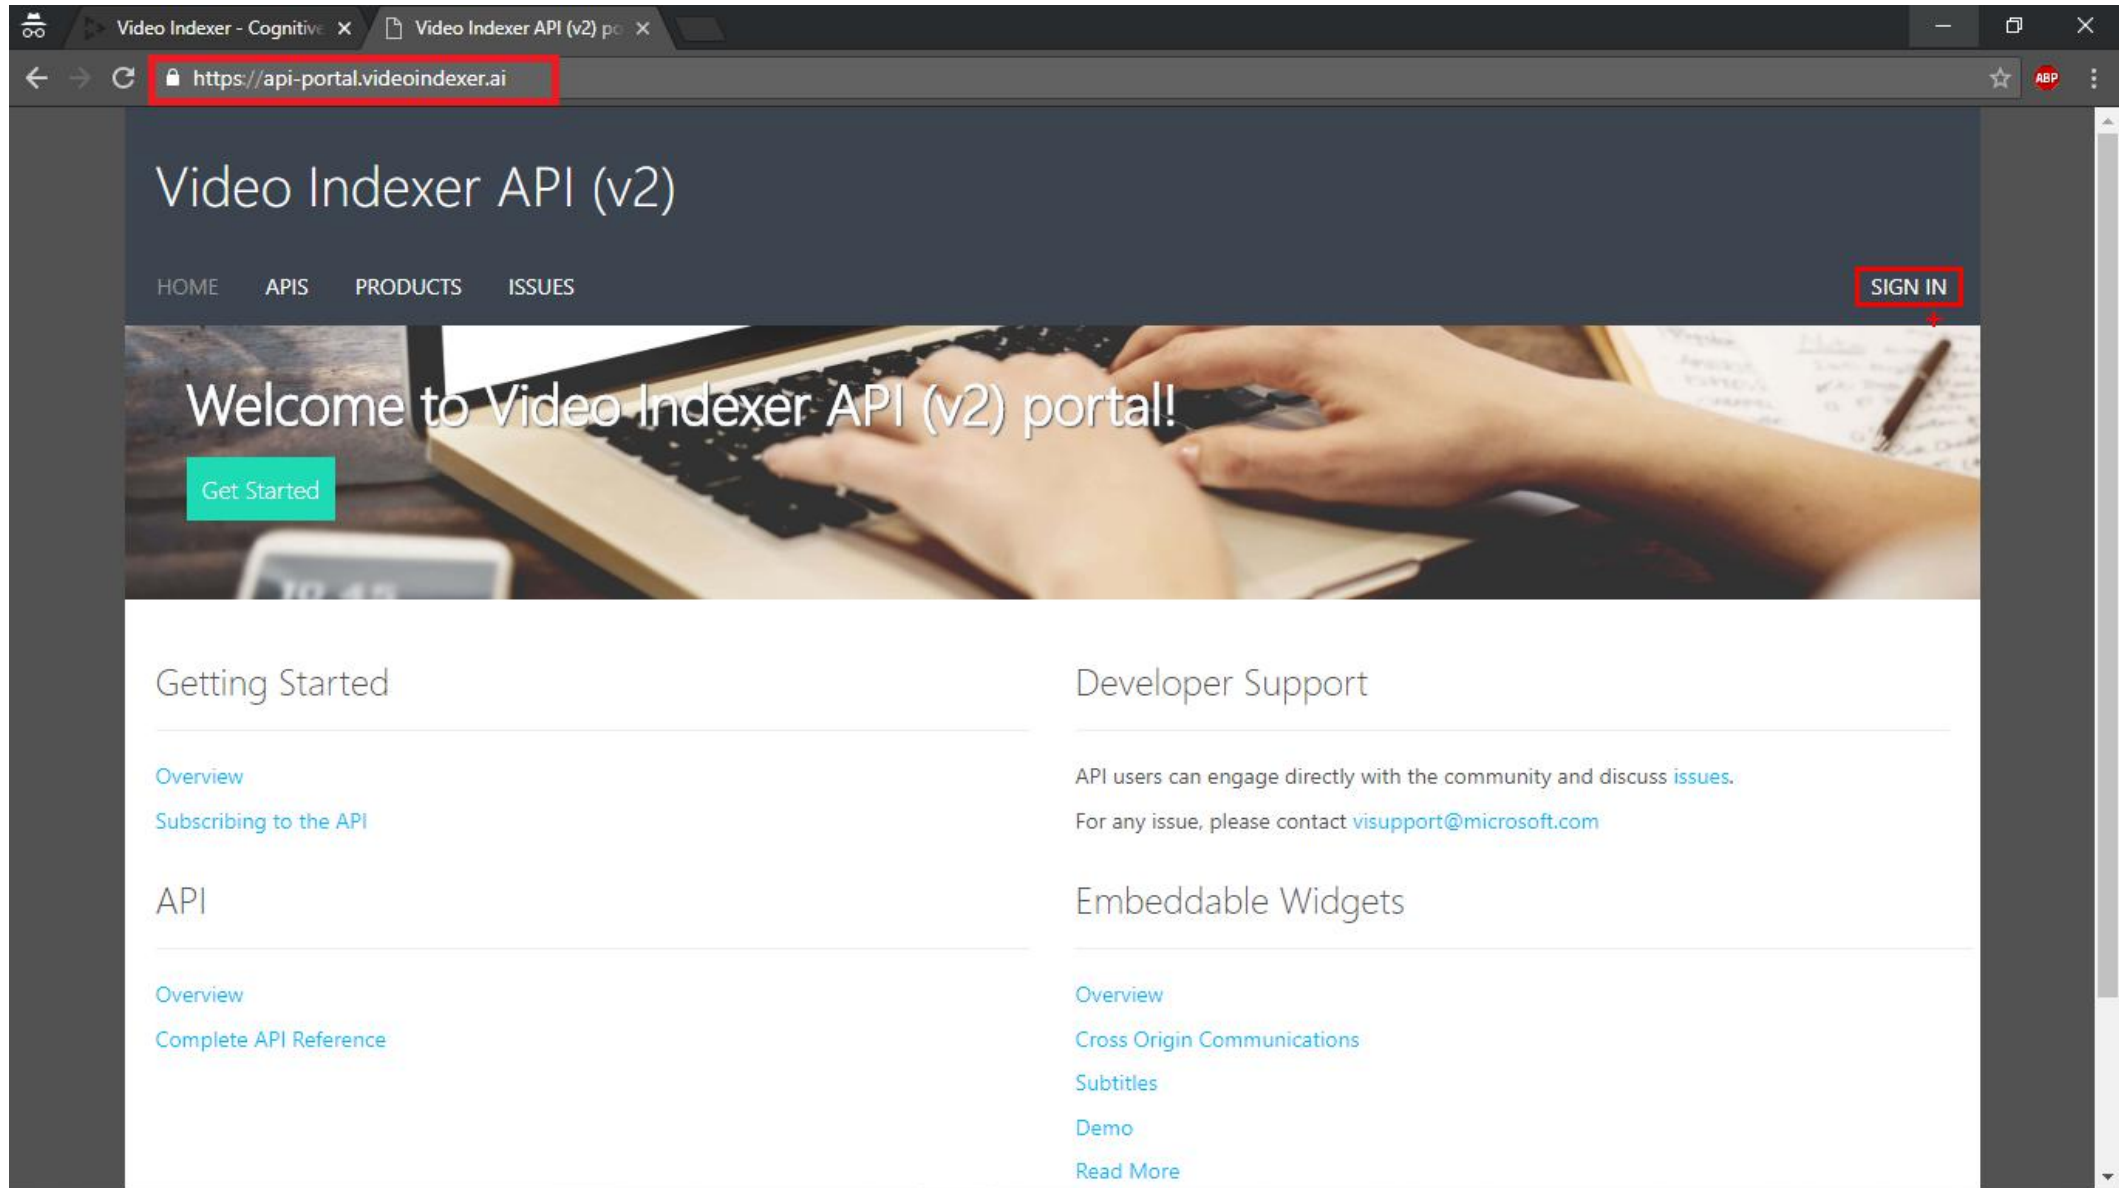 Video Indexer - Cognitive
Video Indexer API (v2) po
https://api-portal.videoindexer.ai
ABP
Video Indexer API (v2)
HOME APIS PRODUCTS ISSUES
SIGN IN
Welcome to Video Indexer API (v2) portal!
Get Started
Getting Started
Overview
Subscribing to the API
Developer Support
API users can engage directly with the community and discuss issues.
For any issue, please contact visupport@microsoft.com
API
Overview
Complete API Reference
Embeddable Widgets
Overview
Cross Origin Communications
Subtitles
Demo
Read More